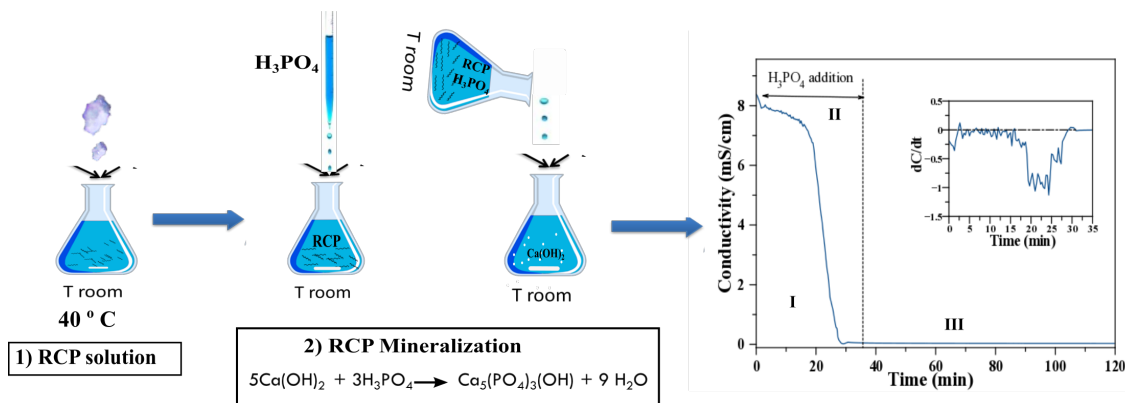 T room
40 ° C
1) RCP solution
H₃PO₄
RCP
T room
T room
RCP
H₃PO₄
Ca(OH)₂
T room
2) RCP Mineralization
5Ca(OH)₂ + 3H₃PO₄ → Ca₅(PO₄)₃(OH) + 9 H₂O
H₃PO₄ addition
I
II
III
Conductivity (mS/cm)
8
6
4
2
0
0 20 40 60 80 100 120
Time (min)
dC/dt
0.5
0
-0.5
-1
-1.5
0 5 10 15 20 25 30 35
Time (min)